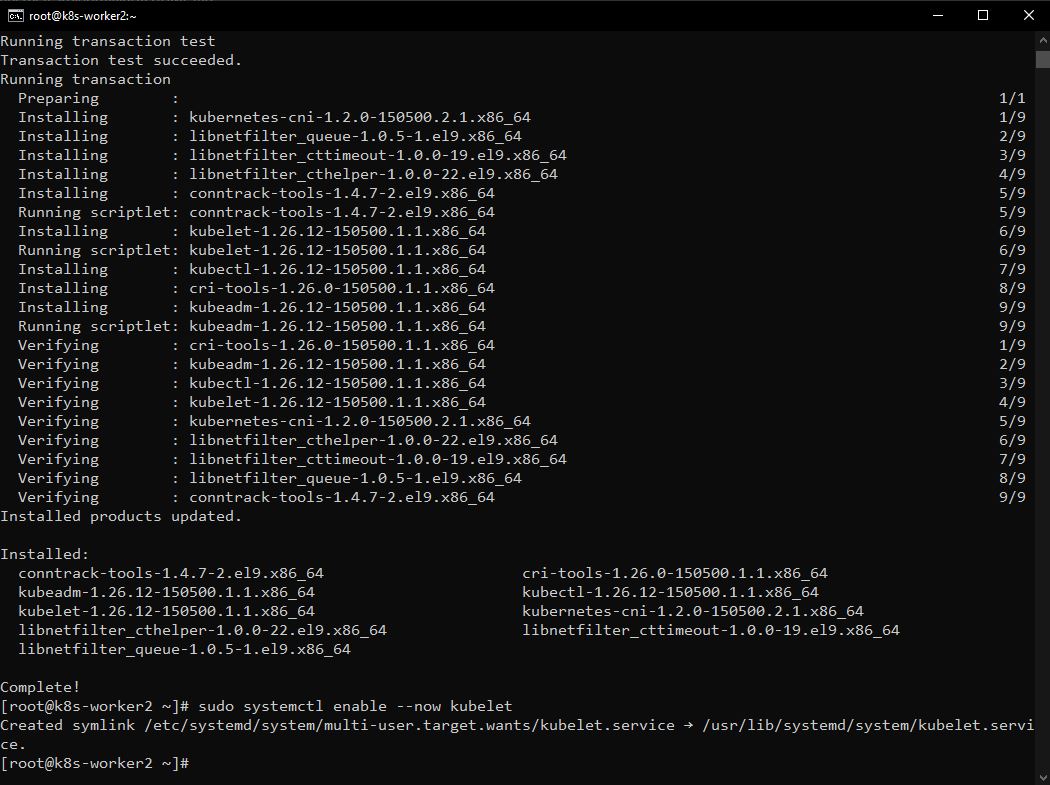 root@k8s-worker2:~
Running transaction test
Transaction test succeeded.
Running transaction
  Preparing        :                                                                                           1/1
  Installing       : kubernetes-cni-1.2.0-150500.2.1.x86_64                                                    1/9
  Installing       : libnetfilter_queue-1.0.5-1.el9.x86_64                                                     2/9
  Installing       : libnetfilter_cttimeout-1.0.0-19.el9.x86_64                                                3/9
  Installing       : libnetfilter_cthelper-1.0.0-22.el9.x86_64                                                 4/9
  Installing       : conntrack-tools-1.4.7-2.el9.x86_64                                                        5/9
  Running scriptlet: conntrack-tools-1.4.7-2.el9.x86_64                                                        5/9
  Installing       : kubelet-1.26.12-150500.1.1.x86_64                                                         6/9
  Running scriptlet: kubelet-1.26.12-150500.1.1.x86_64                                                         6/9
  Installing       : kubectl-1.26.12-150500.1.1.x86_64                                                         7/9
  Installing       : cri-tools-1.26.0-150500.1.1.x86_64                                                        8/9
  Installing       : kubeadm-1.26.12-150500.1.1.x86_64                                                         9/9
  Running scriptlet: kubeadm-1.26.12-150500.1.1.x86_64                                                         9/9
  Verifying        : cri-tools-1.26.0-150500.1.1.x86_64                                                        1/9
  Verifying        : kubeadm-1.26.12-150500.1.1.x86_64                                                         2/9
  Verifying        : kubectl-1.26.12-150500.1.1.x86_64                                                         3/9
  Verifying        : kubelet-1.26.12-150500.1.1.x86_64                                                         4/9
  Verifying        : kubernetes-cni-1.2.0-150500.2.1.x86_64                                                    5/9
  Verifying        : libnetfilter_cthelper-1.0.0-22.el9.x86_64                                                 6/9
  Verifying        : libnetfilter_cttimeout-1.0.0-19.el9.x86_64                                                7/9
  Verifying        : libnetfilter_queue-1.0.5-1.el9.x86_64                                                     8/9
  Verifying        : conntrack-tools-1.4.7-2.el9.x86_64                                                        9/9
Installed products updated.

Installed:
  conntrack-tools-1.4.7-2.el9.x86_64                      cri-tools-1.26.0-150500.1.1.x86_64
  kubeadm-1.26.12-150500.1.1.x86_64                       kubectl-1.26.12-150500.1.1.x86_64
  kubelet-1.26.12-150500.1.1.x86_64                       kubernetes-cni-1.2.0-150500.2.1.x86_64
  libnetfilter_cthelper-1.0.0-22.el9.x86_64               libnetfilter_cttimeout-1.0.0-19.el9.x86_64
  libnetfilter_queue-1.0.5-1.el9.x86_64

Complete!
[root@k8s-worker2 ~]# sudo systemctl enable --now kubelet
Created symlink /etc/systemd/system/multi-user.target.wants/kubelet.service → /usr/lib/systemd/system/kubelet.servi
ce.
[root@k8s-worker2 ~]#